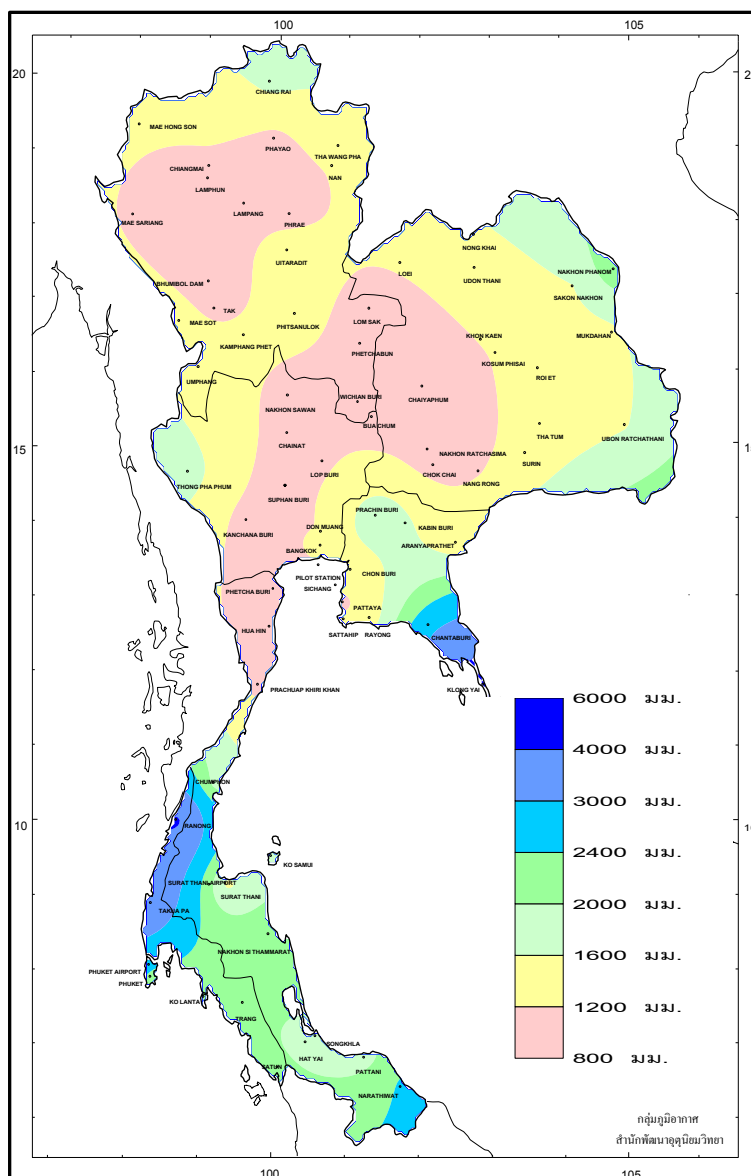 100 105
20 2
CHIANG RAI
MAE HONG SON
PHAYAO
THA WANG PHA
CHIANGMAI
NAN
LAMPHUN
LAMPANG
MAE SARIANG
PHRAE
NONG KHAI
UITARADIT
LOEI
UDON THANI
NAKHON PHANOM
BHUMIBOL DAM
SAKON NAKHON
TAK
MAE SOT
PHITSANULOK
LOM SAK
KAMPHANG PHET
KHON KAEN
MUKDAHAN
PHETCHABUN
KOSUM PHISAI
UMPHANG
ROI ET
WICHIAN BURI
CHAIYAPHUM
NAKHON SAWAN
BUA CHUM
THA TUM
UBON RATCHATHANI
15 1
CHAINAT
NAKHON RATCHASIMA
SURIN
LOP BURI
CHOK CHAI
THONG PHA PHUM
NANG RONG
SUPHAN BURI
PRACHIN BURI
DON MUANG
KABIN BURI
KANCHANA BURI
ARANYAPRATHET
BANGKOK
PILOT STATION
CHON BURI
SICHANG
PHETCHA BURI
PATTAYA
HUA HIN
SATTAHIP
RAYONG
CHANTABURI
PRACHUAP KHIRI KHAN
KLONG YAI
6000 มม.
4000 มม.
3000 มม.
2400 มม.
2000 มม.
1600 มม.
1200 มม.
800 มม.
CHUMPHON
10 1
RANONG
KO SAMUI
SURAT THANI AIRPORT
SURAT THANI
TAKUA PA
NAKHON SI THAMMARAT
PHUKET AIRPORT
PHUKET
KO LANTA
TRANG
SONGKHLA
HAT YAI
SATUN
PATTANI
NARATHIWAT
กลุ่มภูมิอากาศ
สำนักพัฒนาอุตุนิยมวิทยา
100 105